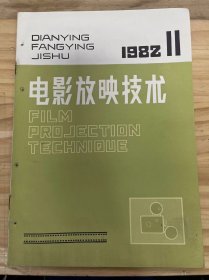 DIANYING
FANGYING
JISHU
1982 11
电影放映技术
FILM
PROJECTION
TECHNIQUE